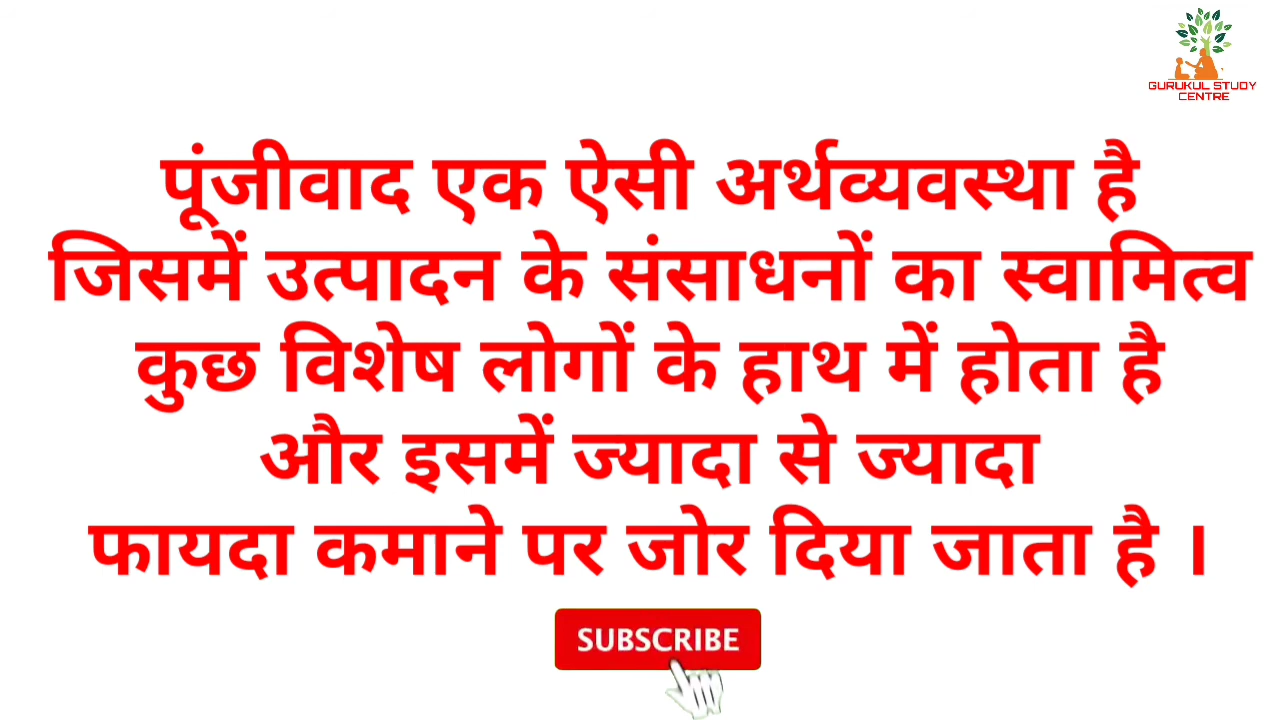 GURUKUL STUDY
CENTRE
पूंजीवाद एक ऐसी अर्थव्यवस्था है
जिसमें उत्पादन के संसाधनों का स्वामित्व
कुछ विशेष लोगों के हाथ में होता है
और इसमें ज्यादा से ज्यादा
फायदा कमाने पर जोर दिया जाता है ।
SUBSCRIBE